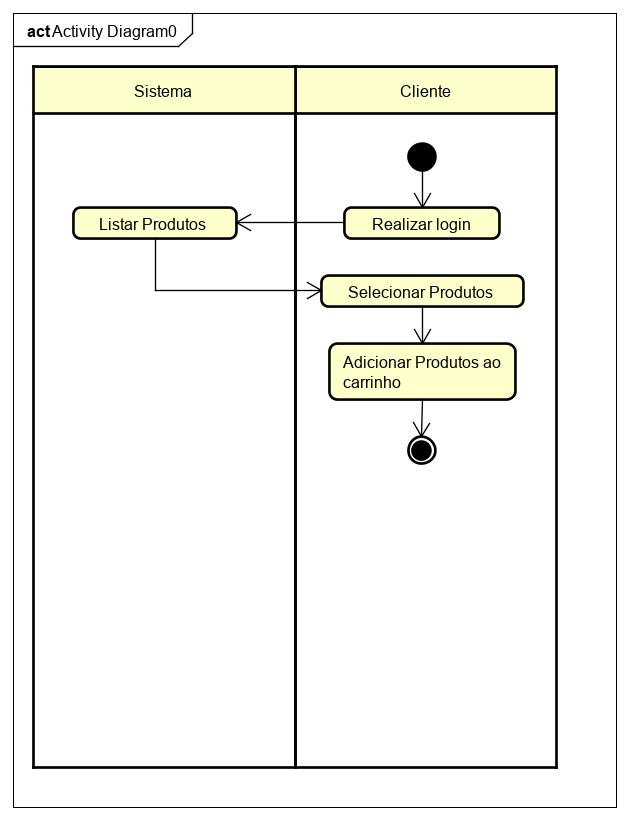 act Activity Diagram0
Sistema
Cliente
Realizar login
Listar Produtos
Selecionar Produtos
Adicionar Produtos ao
carrinho